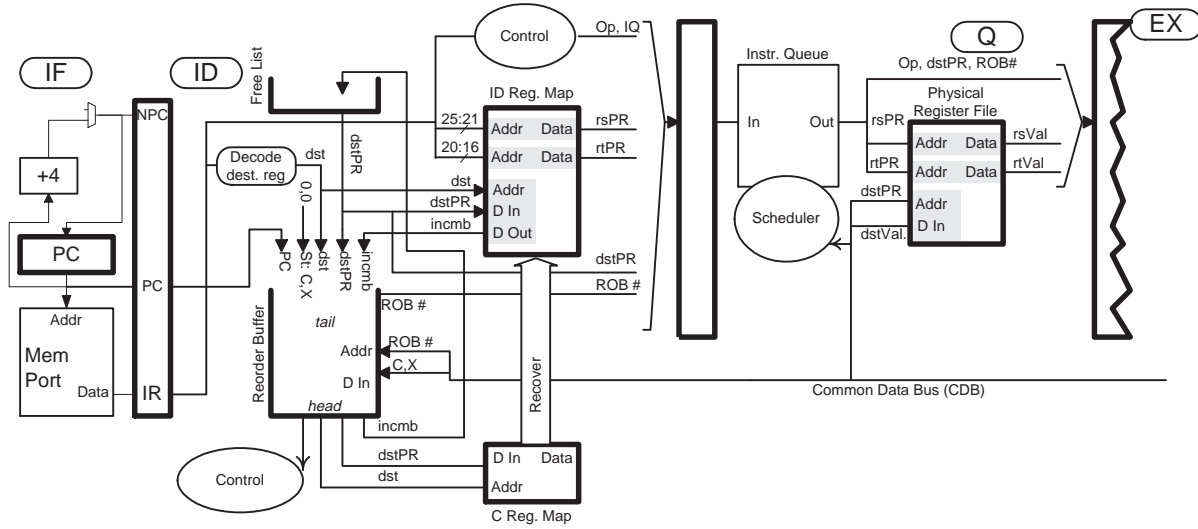 IF
ID
Q
EX
Free List
Control
Op, IQ
Instr. Queue
Op, dstPR, ROB#
Physical
Register File
NPC
25:21
ID Reg. Map
Addr Data
rsPR
In
Out
rsPR
Addr Data
rsVal
20:16
Addr Data
rtPR
rtPR
Addr Data
rtVal
+4
Decode
dest. reg
dst
dstPR
0,0
dst
Addr
dstPR
D In
incmb
D Out
Scheduler
dstPR
Addr
dstVal.
D In
PC
PC
St: C,X
dst
dstPR
incmb
dstPR
ROB #
ROB #
PC
Addr
Mem
Port
Data
IR
Reorder Buffer
tail
Addr
ROB #
D In
C,X
head
incmb
Recover
Common Data Bus (CDB)
Control
dstPR
D In Data
dst
Addr
C Reg. Map